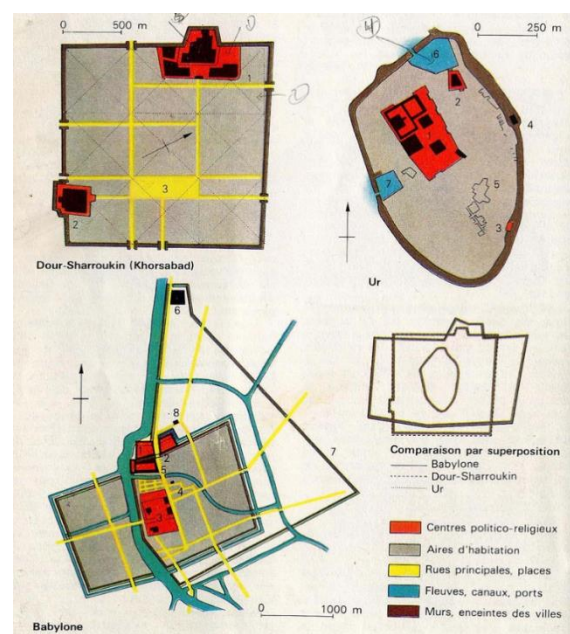 0 500 m
0 250 m
1
2
3
Dour-Sharroukin (Khorsabad)
6
2
4
1
5
7
3
Ur
6
8
7
2
5
4
3
0 1000 m
Babylone
Comparaison par superposition
Babylone
Dour-Sharroukin
Ur
Centres politico-religieux
Aires d'habitation
Rues principales, places
Fleuves, canaux, ports
Murs, enceintes des villes